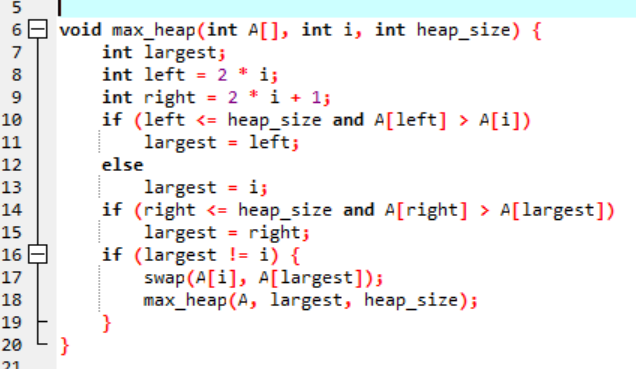 5
6 void max_heap(int A[], int i, int heap_size) {
7     int largest;
8     int left = 2 * i;
9     int right = 2 * i + 1;
10     if (left <= heap_size and A[left] > A[i])
11         largest = left;
12     else
13         largest = i;
14     if (right <= heap_size and A[right] > A[largest])
15         largest = right;
16     if (largest != i) {
17         swap(A[i], A[largest]);
18         max_heap(A, largest, heap_size);
19     }
20 }
21